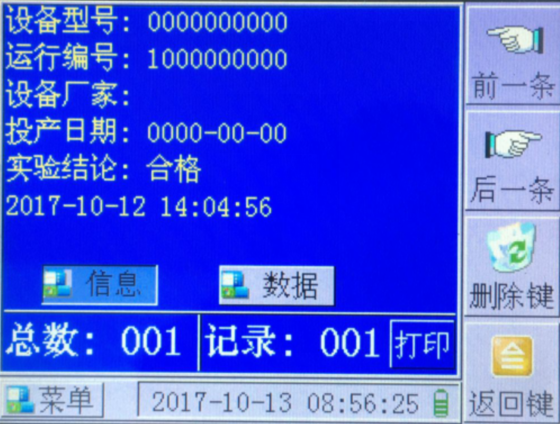 设备型号: 0000000000
运行编号: 1000000000
设备厂家:
投产日期: 0000-00-00
实验结论: 合格
2017-10-12 14:04:56
信息 数据
总数: 001 记录: 001 打印
菜单 2017-10-13 08:56:25
前一条
后一条
删除键
返回键